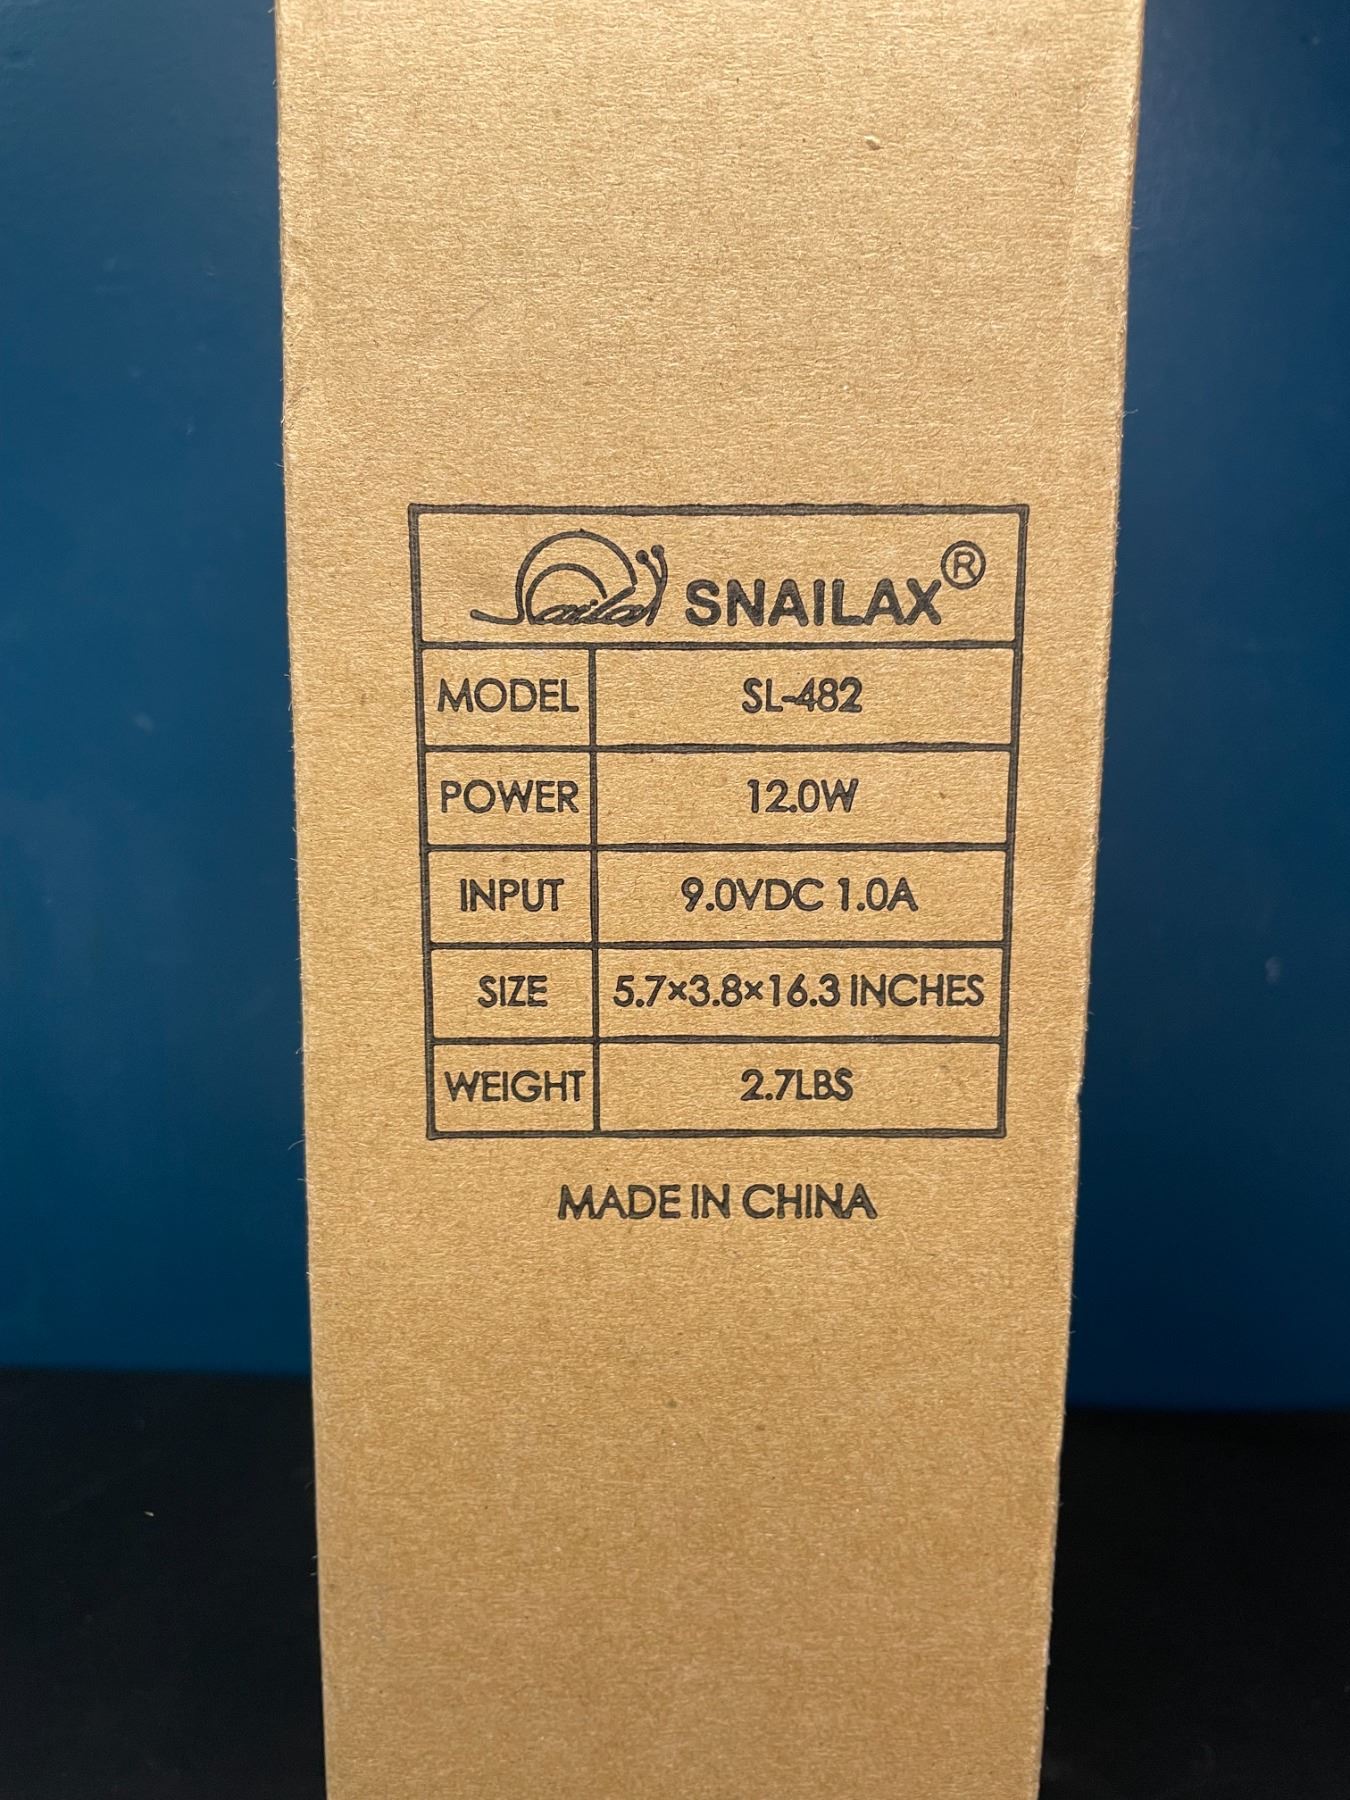 Snailax SNAILAX®
MODEL SL-482
POWER 12.0W
INPUT 9.0VDC 1.0A
SIZE 5.7×3.8×16.3 INCHES
WEIGHT 2.7LBS
MADE IN CHINA